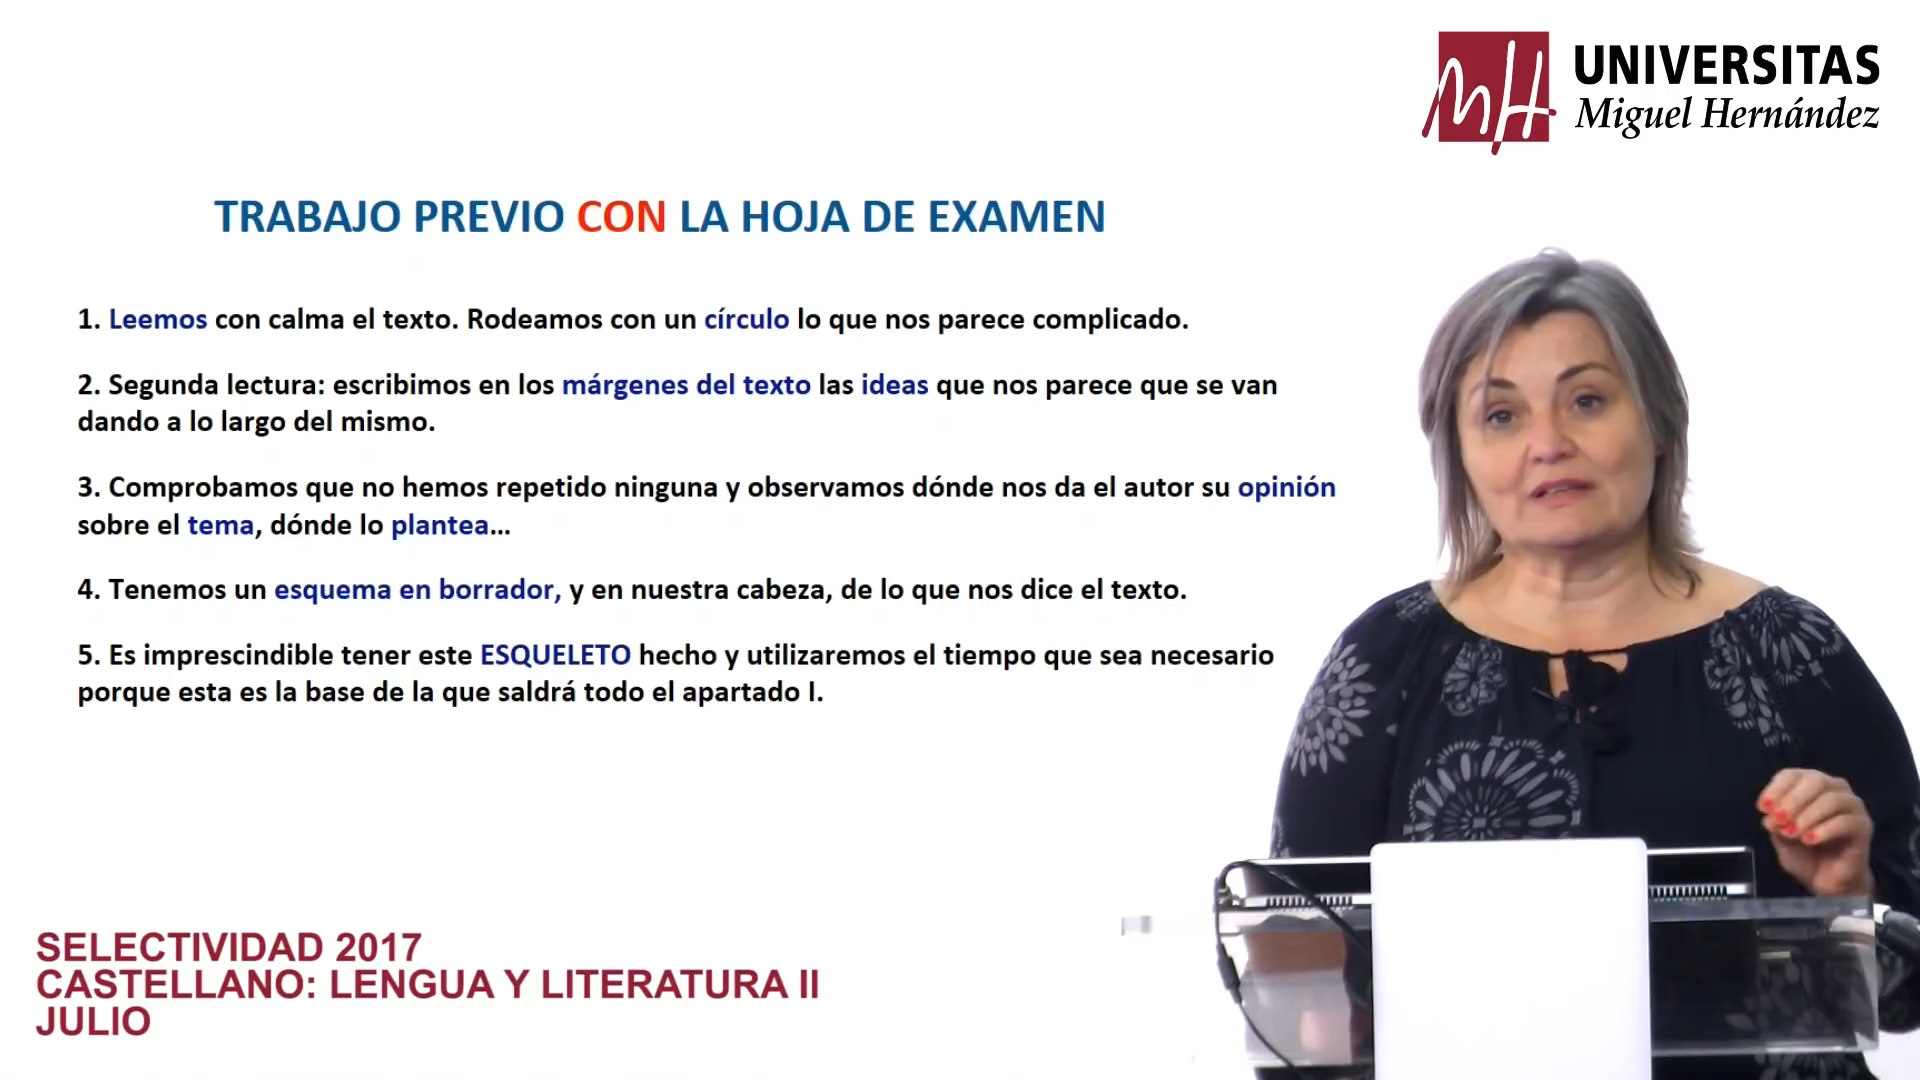 UNIVERSITAS
Miguel Hernández
TRABAJO PREVIO CON LA HOJA DE EXAMEN
1. Leemos con calma el texto. Rodeamos con un círculo lo que nos parece complicado.
2. Segunda lectura: escribimos en los márgenes del texto las ideas que nos parece que se van
dando a lo largo del mismo.
3. Comprobamos que no hemos repetido ninguna y observamos dónde nos da el autor su opinión
sobre el tema, dónde lo plantea...
4. Tenemos un esquema en borrador, y en nuestra cabeza, de lo que nos dice el texto.
5. Es imprescindible tener este ESQUELETO hecho y utilizaremos el tiempo que sea necesario
porque esta es la base de la que saldrá todo el apartado I.
SELECTIVIDAD 2017
CASTELLANO: LENGUA Y LITERATURA II
JULIO